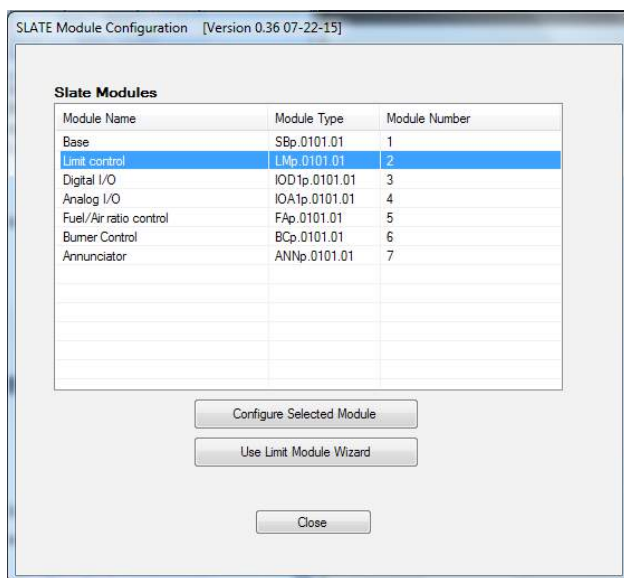 SLATE Module Configuration [Version 0.36 07-22-15]
Slate Modules
Module Name Module Type Module Number
Base SBp.0101.01 1
Limit control LMp.0101.01 2
Digital I/O IOD1p.0101.01 3
Analog I/O IOA1p.0101.01 4
Fuel/Air ratio control FAp.0101.01 5
Burner Control BCp.0101.01 6
Annunciator ANNp.0101.01 7
Configure Selected Module
Use Limit Module Wizard
Close